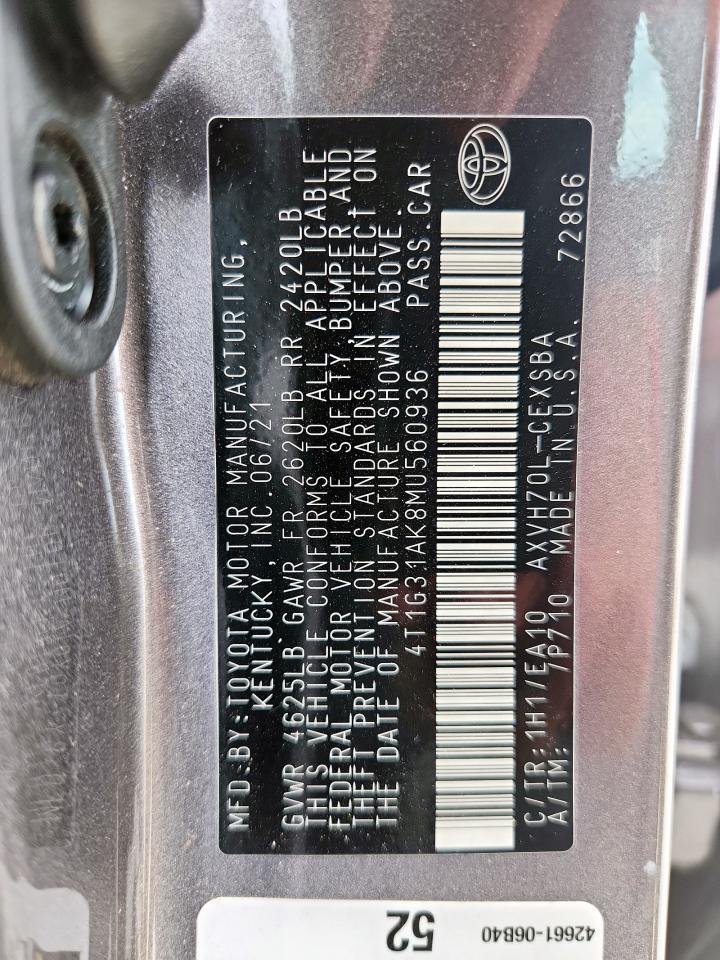 MFD.BY:TOYOTA MOTOR MANUFACTURING,
KENTUCKY,INC.06/21
GVWR 4625LB GAWR FR 2620LB RR 2420LB
THIS VEHICLE CONFORMS TO ALL APPLICABLE
FEDERAL MOTOR VEHICLE SAFETY,BUMPER,AND
THEFT PREVENTION STANDARDS IN EFFECT ON
THE DATE OF MANUFACTURE SHOWN ABOVE.
4T1G31AK8MU560936 PASS.CAR
C/TR:1H1/EA10 AXVH70L-CEXSBA
A/TM: /P710 MADE IN U.S.A. 72866
52
42661-06B40